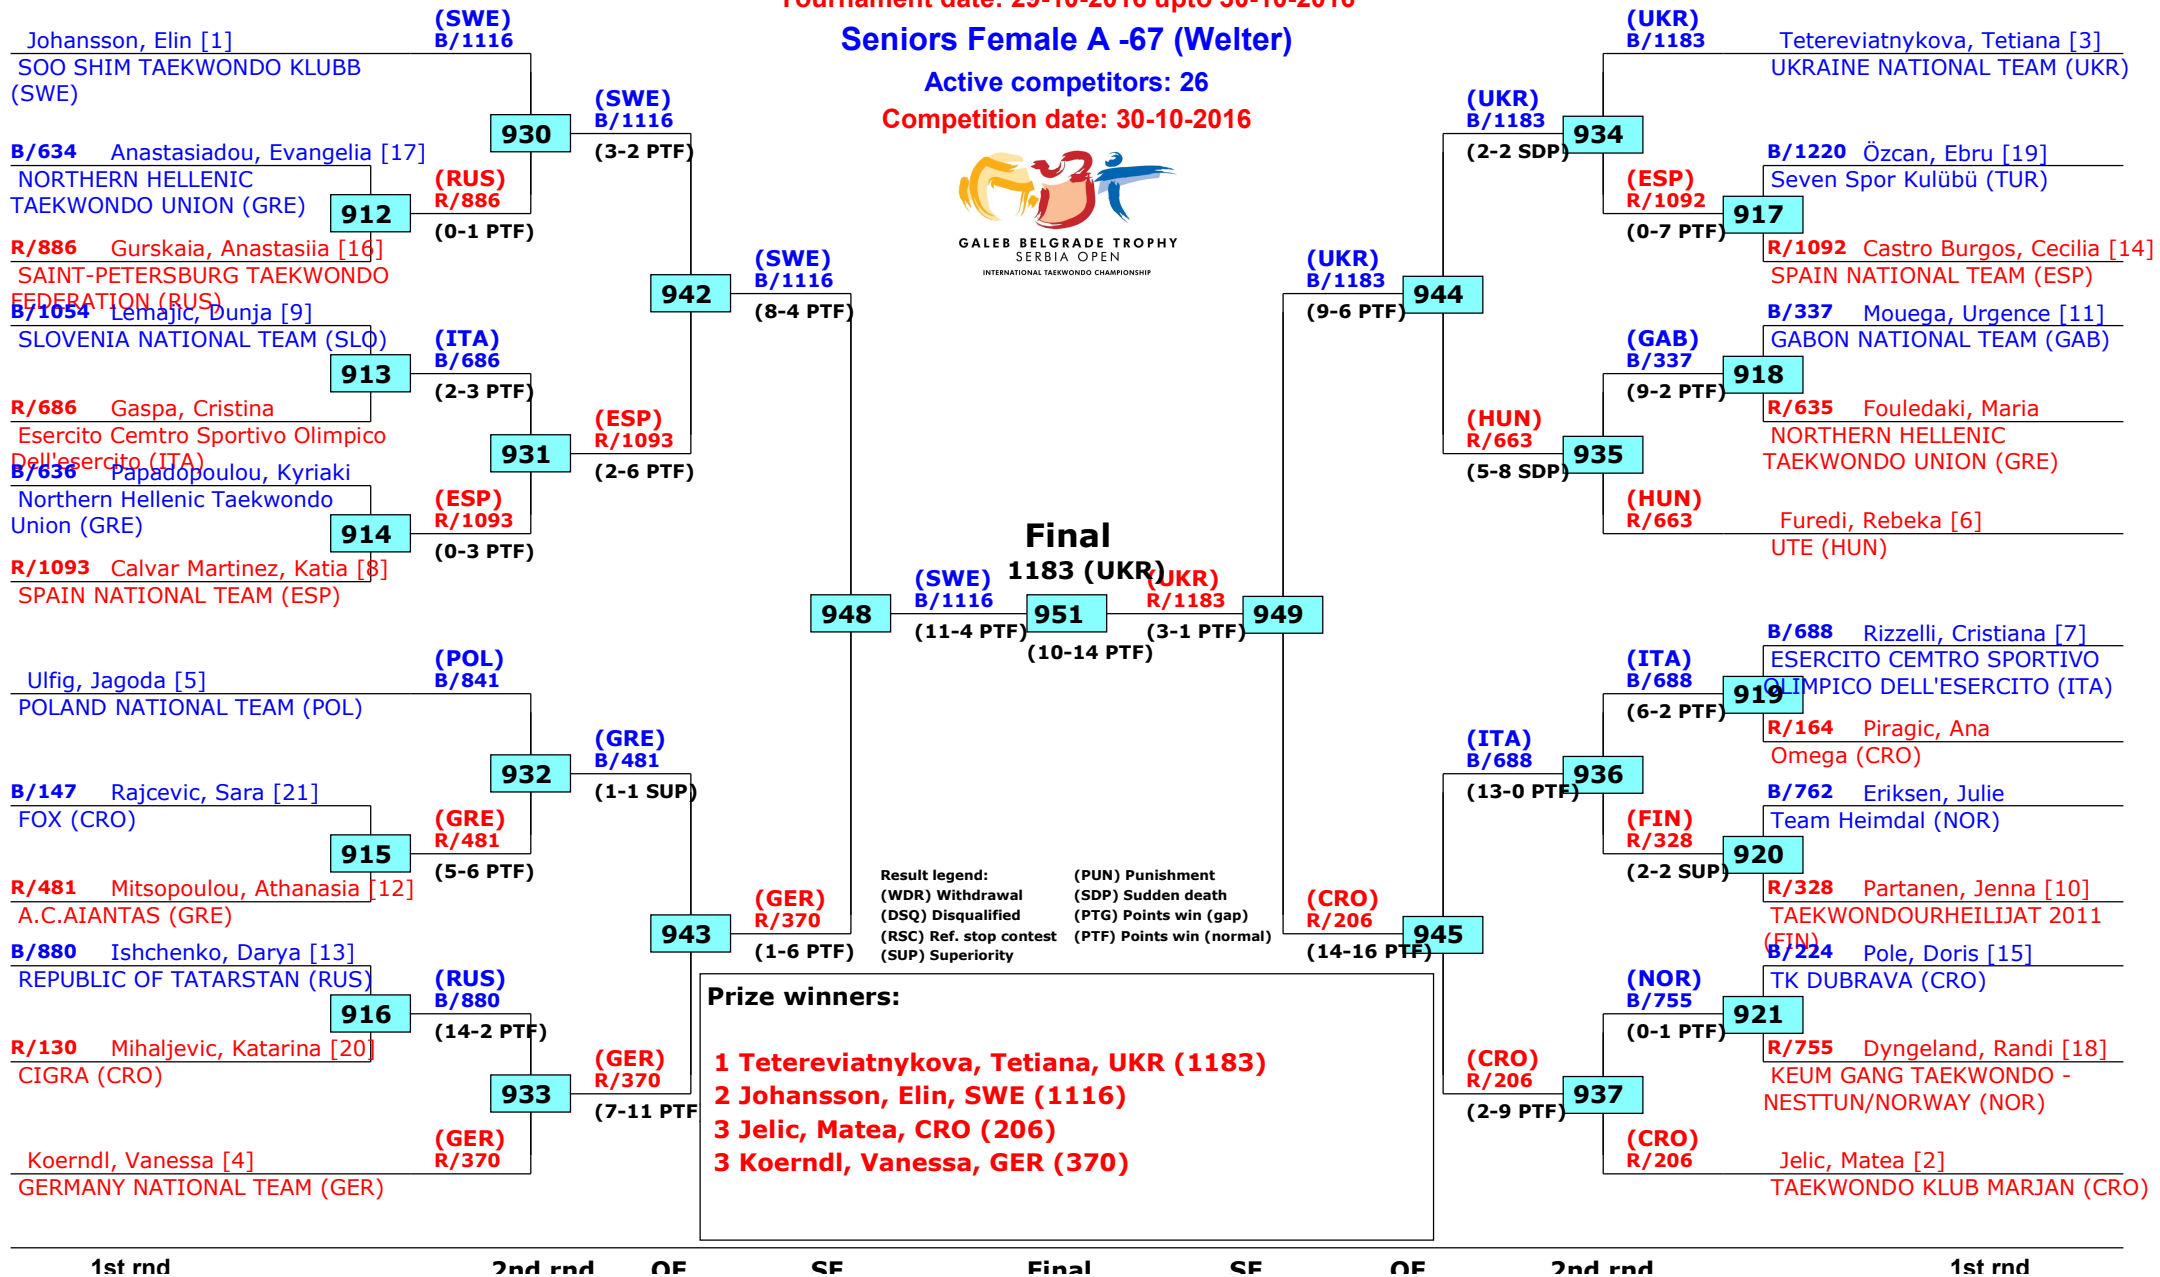 Tournament date: 29-10-2016 upto 30-10-2016
Seniors Female A -67 (Welter)
Active competitors: 26
Competition date: 30-10-2016
GALEB BELGRADE TROPHY
SERBIA OPEN
INTERNATIONAL TAEKWONDO CHAMPIONSHIP
Johansson, Elin [1]
SOO SHIM TAEKWONDO KLUBB
(SWE)
B/634 Anastasiadou, Evangelia [17]
NORTHERN HELLENIC
TAEKWONDO UNION (GRE)
912
R/886 Gurskaia, Anastasiia [16]
SAINT-PETERSBURG TAEKWONDO
FEDERATION (RUS)
B/1054 Lemajic, Dunja [9]
SLOVENIA NATIONAL TEAM (SLO)
913
R/686 Gaspa, Cristina
Esercito Cemtro Sportivo Olimpico
Dell'esercito (ITA)
B/636 Papadopoulou, Kyriaki
Northern Hellenic Taekwondo
Union (GRE)
914
R/1093 Calvar Martinez, Katia [8]
SPAIN NATIONAL TEAM (ESP)
Ulfig, Jagoda [5]
POLAND NATIONAL TEAM (POL)
B/147 Rajcevic, Sara [21]
FOX (CRO)
915
R/481 Mitsopoulou, Athanasia [12]
A.C.AIANTAS (GRE)
B/880 Ishchenko, Darya [13]
REPUBLIC OF TATARSTAN (RUS)
916
R/130 Mihaljevic, Katarina [20]
CIGRA (CRO)
Koerndl, Vanessa [4]
GERMANY NATIONAL TEAM (GER)
(SWE)
B/1116
930
(RUS)
R/886
(0-1 PTF)
(ITA)
B/686
(2-3 PTF)
931
(ESP)
R/1093
(0-3 PTF)
(POL)
B/841
932
(GRE)
R/481
(5-6 PTF)
(RUS)
B/880
(14-2 PTF)
933
(GER)
R/370
(SWE)
B/1116
(3-2 PTF)
942
(ESP)
R/1093
(2-6 PTF)
(GRE)
B/481
(1-1 SUP)
943
(GER)
R/370
(7-11 PTF
(SWE)
B/1116
(8-4 PTF)
948
(GER)
R/370
(1-6 PTF)
(SWE)
B/1116
(11-4 PTF)
Final
1183 (UKR)
951
(10-14 PTF)
(UKR)
R/1183
(3-1 PTF)
949
(UKR)
B/1183
(9-6 PTF)
944
(CRO)
R/206
(14-16 PTF)
945
(UKR)
B/1183
(2-2 SDP)
934
(HUN)
R/663
(5-8 SDP)
935
(ITA)
B/688
(13-0 PTF)
936
(CRO)
R/206
(2-9 PTF)
937
(UKR)
B/1183
(ESP)
R/1092
(0-7 PTF)
(GAB)
B/337
(9-2 PTF)
(HUN)
R/663
(ITA)
B/688
(6-2 PTF)
(FIN)
R/328
(2-2 SUP)
(NOR)
B/755
(0-1 PTF)
(CRO)
R/206
Tetereviatnykova, Tetiana [3]
UKRAINE NATIONAL TEAM (UKR)
B/1220 Özcan, Ebru [19]
Seven Spor Kulübü (TUR)
917
R/1092 Castro Burgos, Cecilia [14]
SPAIN NATIONAL TEAM (ESP)
B/337 Mouega, Urgence [11]
GABON NATIONAL TEAM (GAB)
918
R/635 Fouledaki, Maria
NORTHERN HELLENIC
TAEKWONDO UNION (GRE)
Furedi, Rebeka [6]
UTE (HUN)
B/688 Rizzelli, Cristiana [7]
ESERCITO CEMTRO SPORTIVO
OLIMPICO DELL'ESERCITO (ITA)
919
R/164 Piragic, Ana
Omega (CRO)
B/762 Eriksen, Julie
Team Heimdal (NOR)
920
R/328 Partanen, Jenna [10]
TAEKWONDOURHEILIJAT 2011
(FIN)
B/224 Pole, Doris [15]
TK DUBRAVA (CRO)
921
R/755 Dyngeland, Randi [18]
KEUM GANG TAEKWONDO -
NESTTUN/NORWAY (NOR)
Jelic, Matea [2]
TAEKWONDO KLUB MARJAN (CRO)
Result legend: (PUN) Punishment
(WDR) Withdrawal (SDP) Sudden death
(DSQ) Disqualified (PTG) Points win (gap)
(RSC) Ref. stop contest (PTF) Points win (normal)
(SUP) Superiority
Prize winners:
1 Tetereviatnykova, Tetiana, UKR (1183)
2 Johansson, Elin, SWE (1116)
3 Jelic, Matea, CRO (206)
3 Koerndl, Vanessa, GER (370)
1st rnd 2nd rnd QF SF Final SF QF 2nd rnd 1st rnd